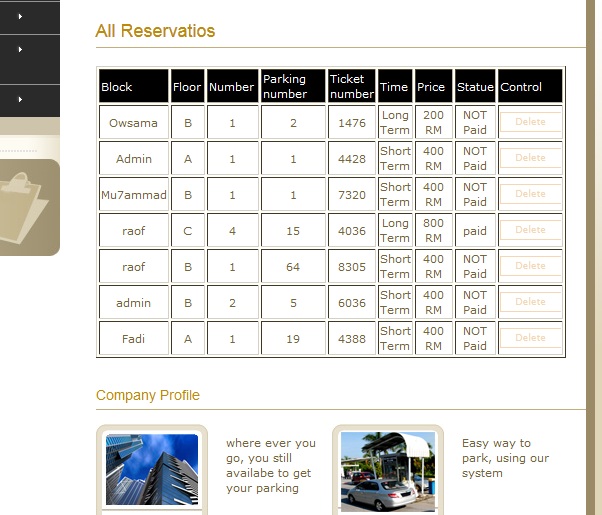 All Reservatios
Block Floor Number Parking number Ticket number Time Price Statue Control
Owsama B 1 2 1476 Long Term 200 RM NOT Paid Delete
Admin A 1 1 4428 Short Term 400 RM NOT Paid Delete
Mu7ammad B 1 1 7320 Short Term 400 RM NOT Paid Delete
raof C 4 15 4036 Long Term 800 RM paid Delete
raof B 1 64 8305 Short Term 400 RM NOT Paid Delete
admin B 2 5 6036 Short Term 400 RM NOT Paid Delete
Fadi A 1 19 4388 Short Term 400 RM NOT Paid Delete
Company Profile
where ever you
go, you still
availabe to get
your parking
Easy way to
park, using our
system